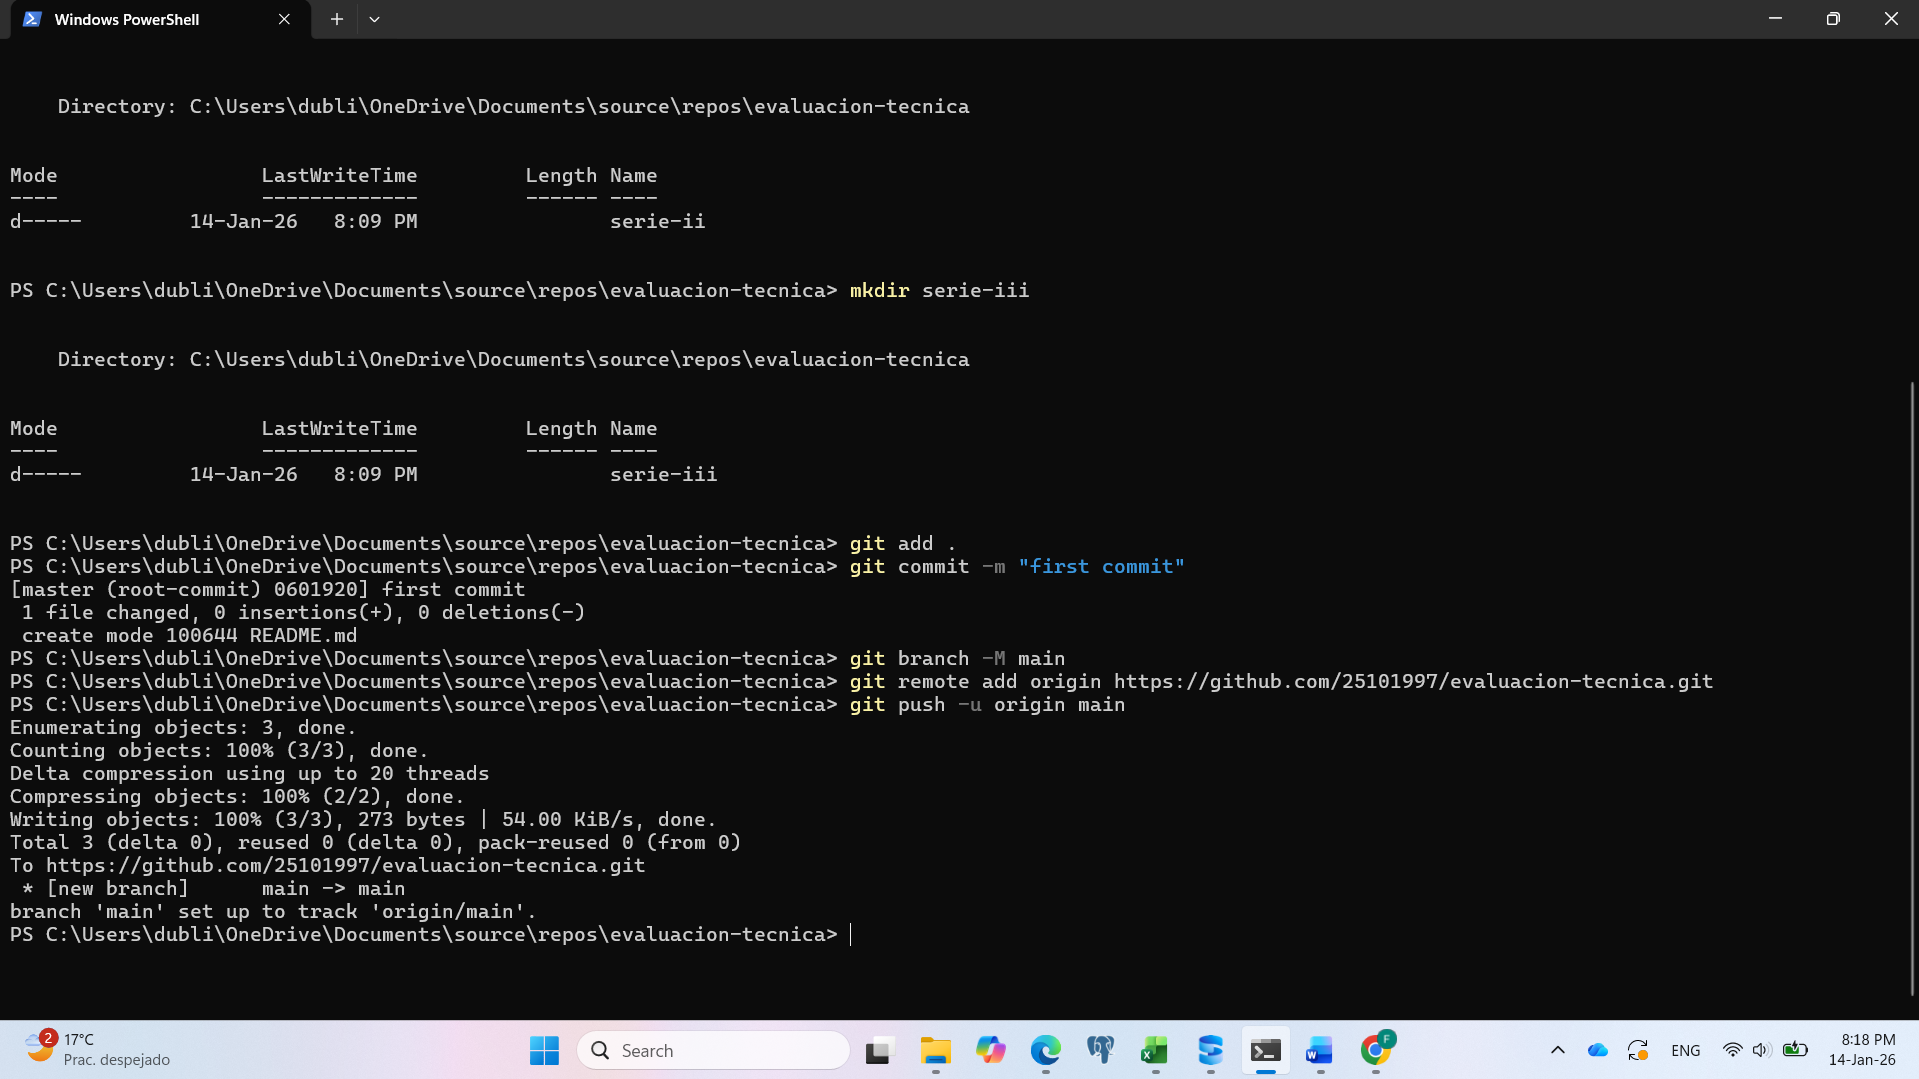 Windows PowerShell
Directory: C:\Users\dubli\OneDrive\Documents\source\repos\evaluacion-tecnica
Mode LastWriteTime Length Name
---- ------------- ------ ----
d----- 14-Jan-26 8:09 PM serie-ii
PS C:\Users\dubli\OneDrive\Documents\source\repos\evaluacion-tecnica> mkdir serie-iii
Directory: C:\Users\dubli\OneDrive\Documents\source\repos\evaluacion-tecnica
Mode LastWriteTime Length Name
---- ------------- ------ ----
d----- 14-Jan-26 8:09 PM serie-iii
PS C:\Users\dubli\OneDrive\Documents\source\repos\evaluacion-tecnica> git add .
PS C:\Users\dubli\OneDrive\Documents\source\repos\evaluacion-tecnica> git commit -m "first commit"
[master (root-commit) 0601920] first commit
1 file changed, 0 insertions(+), 0 deletions(-)
create mode 100644 README.md
PS C:\Users\dubli\OneDrive\Documents\source\repos\evaluacion-tecnica> git branch -M main
PS C:\Users\dubli\OneDrive\Documents\source\repos\evaluacion-tecnica> git remote add origin https://github.com/25101997/evaluacion-tecnica.git
PS C:\Users\dubli\OneDrive\Documents\source\repos\evaluacion-tecnica> git push -u origin main
Enumerating objects: 3, done.
Counting objects: 100% (3/3), done.
Delta compression using up to 20 threads
Compressing objects: 100% (2/2), done.
Writing objects: 100% (3/3), 273 bytes | 54.00 KiB/s, done.
Total 3 (delta 0), reused 0 (delta 0), pack-reused 0 (from 0)
To https://github.com/25101997/evaluacion-tecnica.git
* [new branch] main -> main
branch 'main' set up to track 'origin/main'.
PS C:\Users\dubli\OneDrive\Documents\source\repos\evaluacion-tecnica>
2 17°C
Prac. despejado
Search
X
W
F
ENG
8:18 PM
14-Jan-26